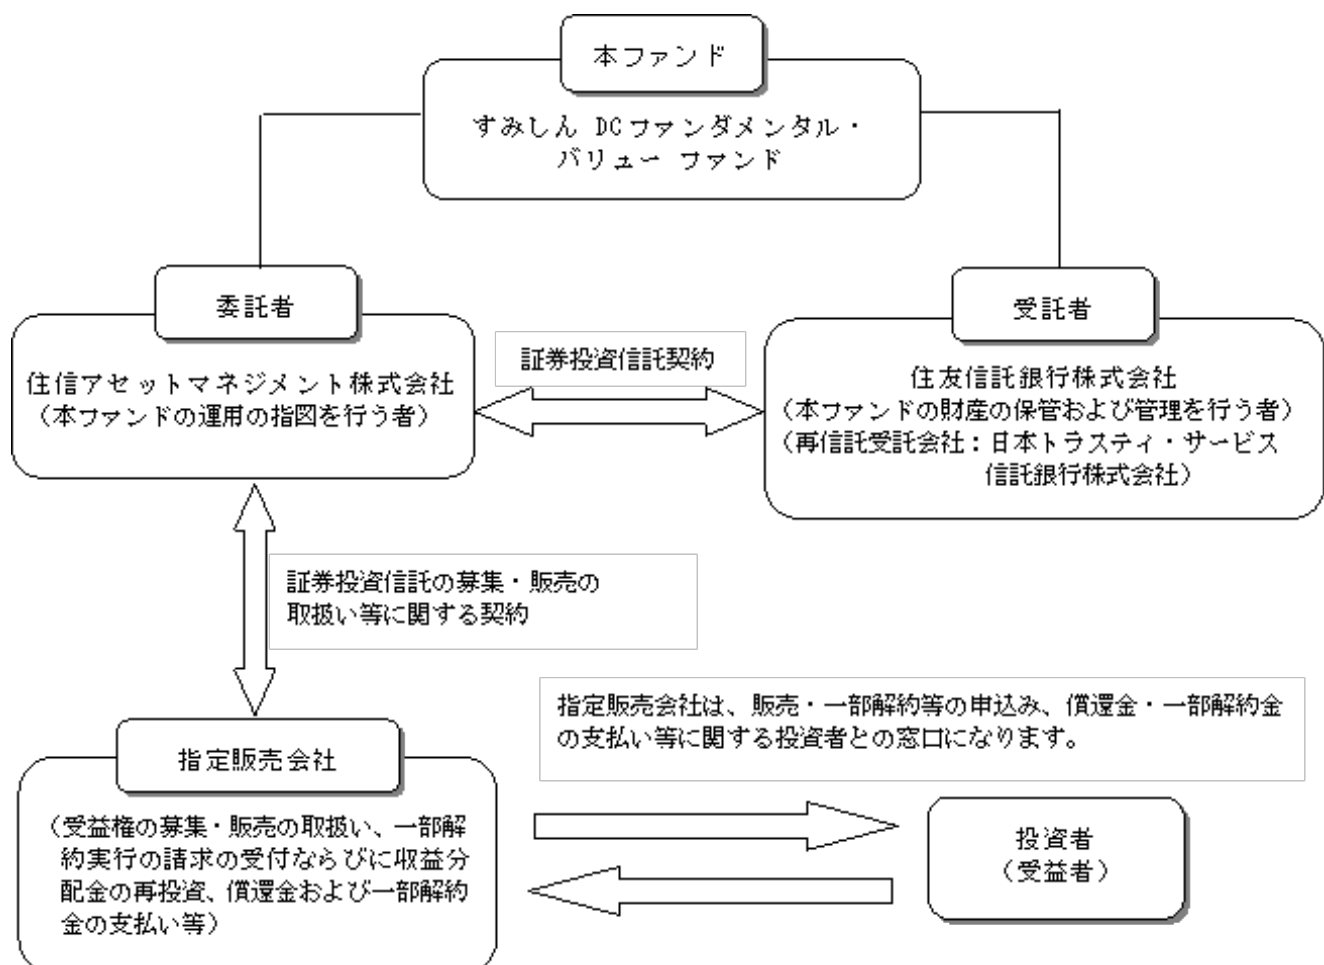 本ファンド
すみしん DCファンダメンタル・
バリュー ファンド
委託者
住信アセットマネジメント株式会社
（本ファンドの運用の指図を行う者）
証券投資信託契約
受託者
住友信託銀行株式会社
（本ファンドの財産の保管および管理を行う者）
（再信託受託会社：日本トラスティ・サービス
信託銀行株式会社）
証券投資信託の募集・販売の
取扱い等に関する契約
指定販売会社は、販売・一部解約等の申込み、償還金・一部解約金
の支払い等に関する投資者との窓口になります。
指定販売会社
（受益権の募集・販売の取扱い、一部解
約実行の請求の受付ならびに収益分
配金の再投資、償還金および一部解約
金の支払い等）
投資者
（受益者）